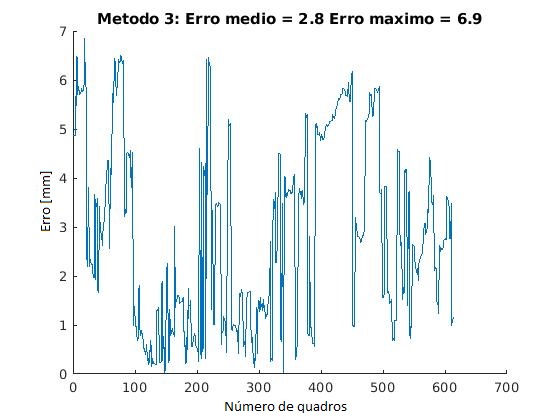 Metodo 3: Erro medio = 2.8 Erro maximo = 6.9
7
6
5
4
3
2
1
0
Erro [mm]
0 100 200 300 400 500 600 700
Número de quadros